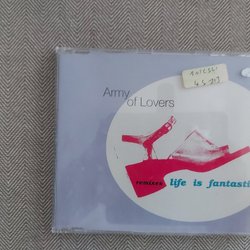 Army
of Lovers
remixes life is fantasti